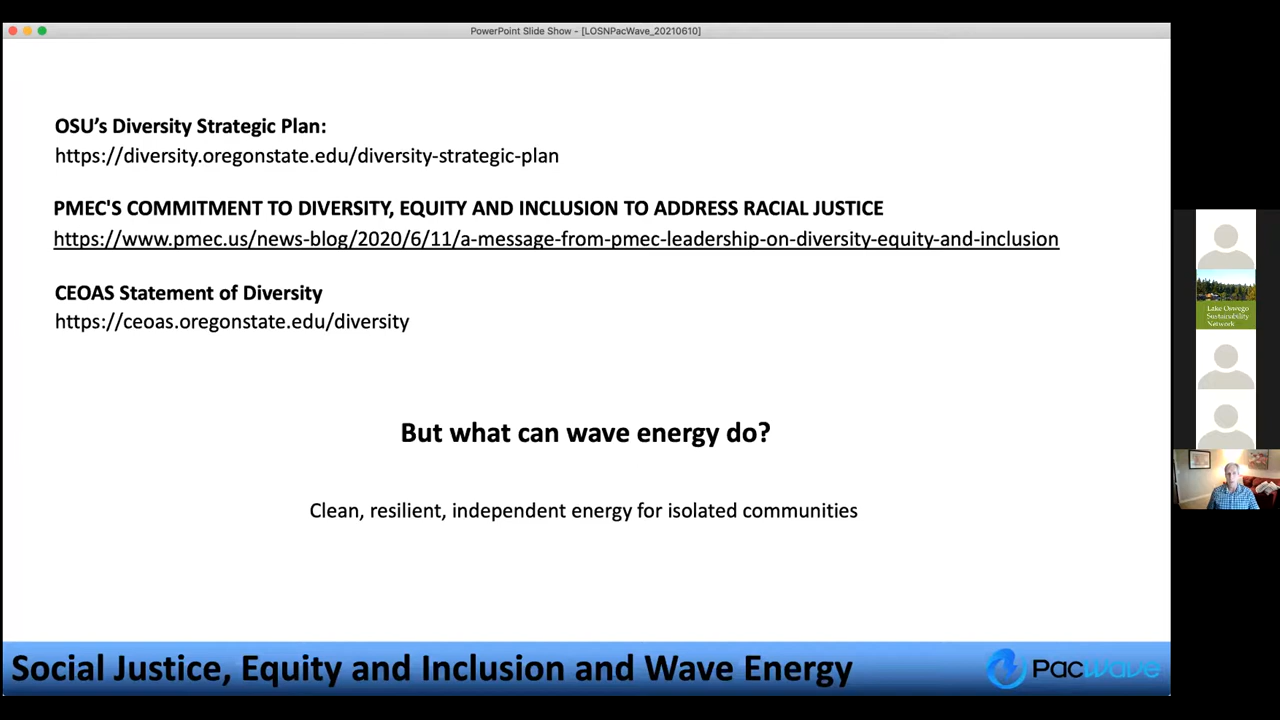 PowerPoint Slide Show - [LOSNPacWave_20210610]
OSU’s Diversity Strategic Plan:
https://diversity.oregonstate.edu/diversity-strategic-plan
PMEC'S COMMITMENT TO DIVERSITY, EQUITY AND INCLUSION TO ADDRESS RACIAL JUSTICE
https://www.pmec.us/news-blog/2020/6/11/a-message-from-pmec-leadership-on-diversity-equity-and-inclusion
CEOAS Statement of Diversity
https://ceoas.oregonstate.edu/diversity
But what can wave energy do?
Clean, resilient, independent energy for isolated communities
Social Justice, Equity and Inclusion and Wave Energy
PacWave
Lake Oswego
Sustainability
Network